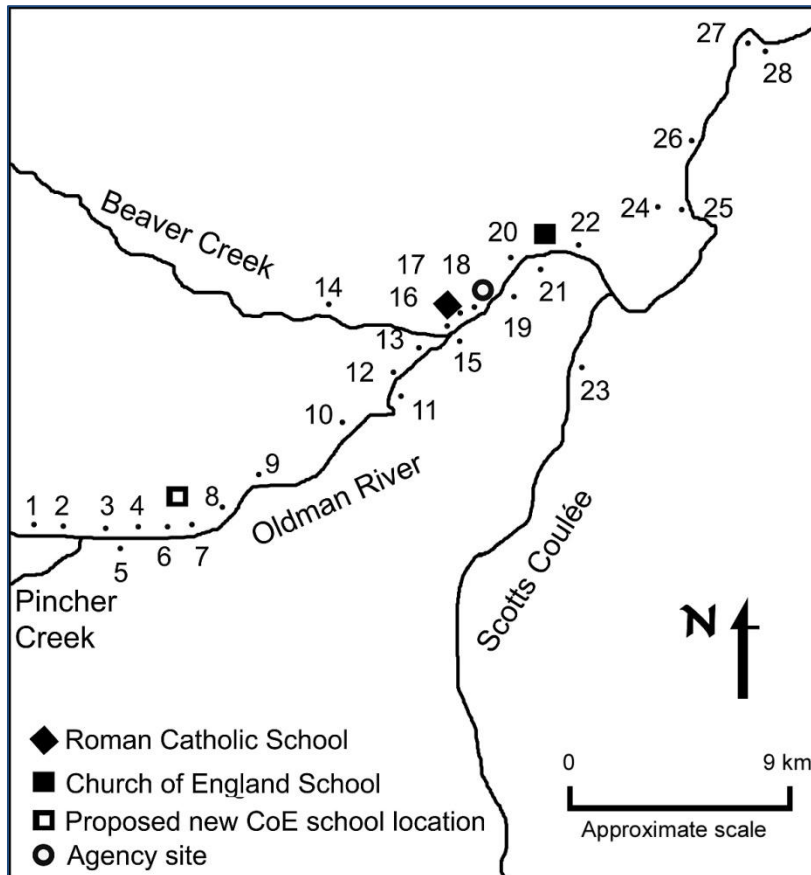 27
28
26
Beaver Creek
24
25
22
20
17
18
14
16
21
19
13
15
12
23
11
10
9
Oldman River
Scotts Coulée
8
1
2
3
4
6
7
5
Pincher
Creek
N
Roman Catholic School
Church of England School
Proposed new CoE school location
Agency site
0
9 km
Approximate scale